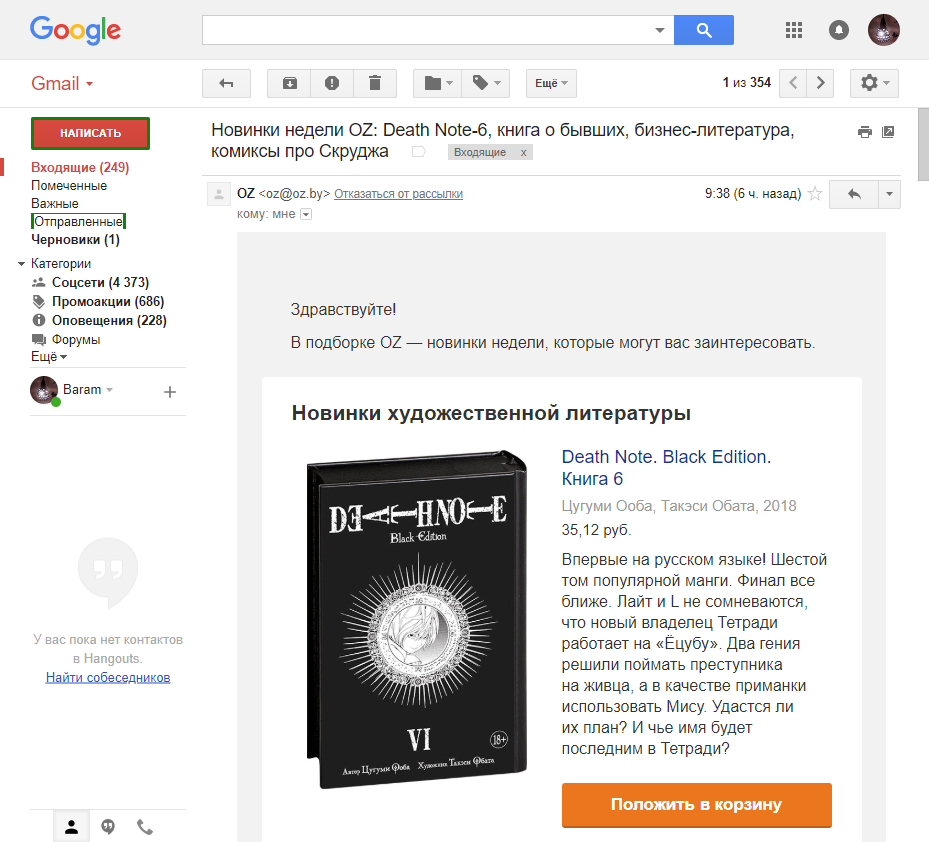 Google
Gmail
Ещё
1 из 354
НАПИСАТЬ
Входящие (249)
Помеченные
Важные
Отправленные
Черновики (1)
Категории
Соцсети (4 373)
Промоакции (686)
Оповещения (228)
Форумы
Ещё
Baram
У вас пока нет контактов
в Hangouts.
Найти собеседников
Новинки недели OZ: Death Note-6, книга о бывших, бизнес-литература,
комиксы про Скруджа
Входящие x
OZ <oz@oz.by> Отказаться от рассылки
9:38 (6 ч. назад)
кому: мне
Здравствуйте!
В подборке OZ — новинки недели, которые могут вас заинтересовать.
Новинки художественной литературы
DEATH NOTE
Black Edition
VI
18+
Автор Цугуми Ооба Художник Такэси Обата
Death Note. Black Edition.
Книга 6
Цугуми Ооба, Такэси Обата, 2018
35,12 руб.
Впервые на русском языке! Шестой
том популярной манги. Финал все
ближе. Лайт и L не сомневаются,
что новый владелец Тетради
работает на «Ёцубу». Два гения
решили поймать преступника
на живца, а в качестве приманки
использовать Мису. Удастся ли
их план? И чье имя будет
последним в Тетради?
Положить в корзину